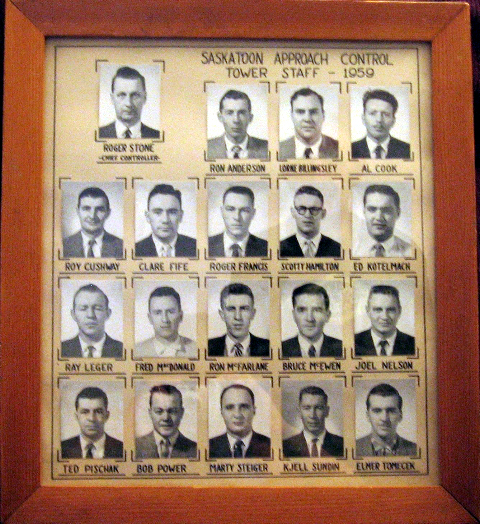 SASKATOON APPROACH CONTROL
TOWER STAFF - 1959
ROGER STONE
-CHIEF CONTROLLER-
RON ANDERSON
LORNE BILLINGSLEY
AL COOK
ROY CUSHWAY
CLARE FIFE
ROGER FRANCIS
SCOTTY HAMILTON
ED KOTELMACH
RAY LEGER
FRED MacDONALD
RON McFARLANE
BRUCE McEWEN
JOEL NELSON
TED PISCHAK
BOB POWER
MARTY STEIGER
KJELL SUNDIN
ELMER TOMECEK